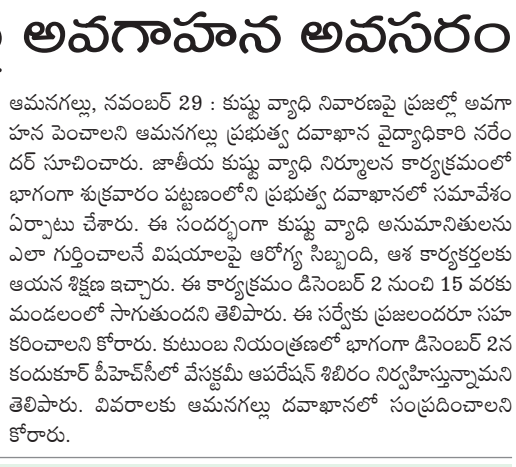 అవగాహన అవసరం
ఆమనగల్లు, నవంబర్ 29 : కుష్టు వ్యాధి నివారణపై ప్రజల్లో అవగా
హన పెంచాలని ఆమనగల్లు ప్రభుత్వ దవాఖాన వైద్యాధికారి నరేం
దర్ సూచించారు. జాతీయ కుష్టు వ్యాధి నిర్మూలన కార్యక్రమంలో
భాగంగా శుక్రవారం పట్టణంలోని ప్రభుత్వ దవాఖానలో సమావేశం
ఏర్పాటు చేశారు. ఈ సందర్భంగా కుష్టు వ్యాధి అనుమానితులను
ఎలా గుర్తించాలనే విషయాలపై ఆరోగ్య సిబ్బంది, ఆశ కార్యకర్తలకు
ఆయన శిక్షణ ఇచ్చారు. ఈ కార్యక్రమం డిసెంబర్ 2 నుంచి 15 వరకు
మండలంలో సాగుతుందని తెలిపారు. ఈ సర్వేకు ప్రజలందరూ సహ
కరించాలని కోరారు. కుటుంబ నియంత్రణలో భాగంగా డిసెంబర్ 2న
కందుకూర్ పీహెచ్‌సీలో వేసక్టమీ ఆపరేషన్ శిబిరం నిర్వహిస్తున్నామని
తెలిపారు. వివరాలకు ఆమనగల్లు దవాఖానలో సంప్రదించాలని
కోరారు.